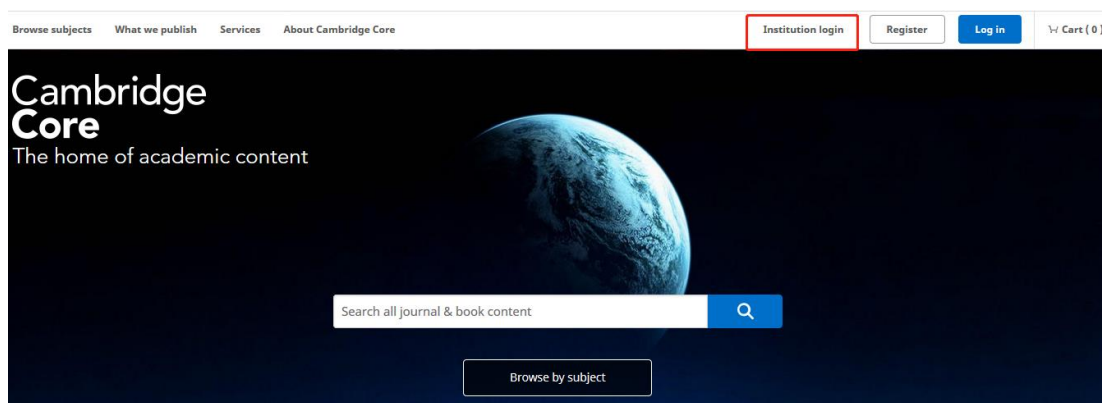 Browse subjects What we publish Services About Cambridge Core Institution login Register Log in Cart ( 0 )
Cambridge
Core
The home of academic content
Search all journal & book content
Browse by subject